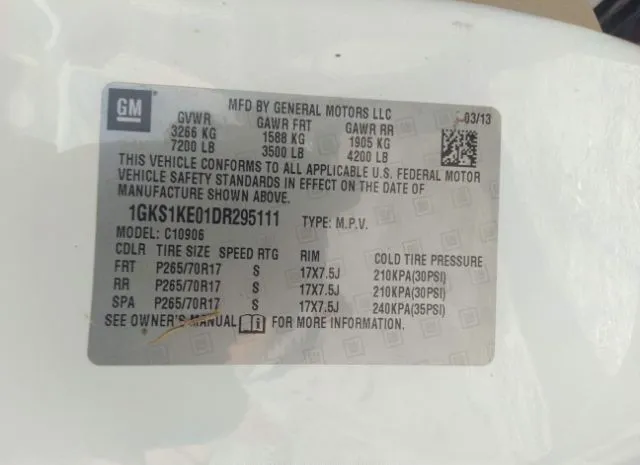 GM
MFD BY GENERAL MOTORS LLC
03/13
GVWR GAWR FRT GAWR RR
3266 KG 1588 KG 1905 KG
7200 LB 3500 LB 4200 LB
THIS VEHICLE CONFORMS TO ALL APPLICABLE U.S. FEDERAL MOTOR
VEHICLE SAFETY STANDARDS IN EFFECT ON THE DATE OF
MANUFACTURE SHOWN ABOVE.
1GKS1KE01DR295111 TYPE: M.P.V.
MODEL: C10906
CDLR TIRE SIZE SPEED RTG RIM COLD TIRE PRESSURE
FRT P265/70R17 S 17X7.5J 210KPA(30PSI)
RR P265/70R17 S 17X7.5J 210KPA(30PSI)
SPA P265/70R17 S 17X7.5J 240KPA(35PSI)
SEE OWNER'S MANUAL FOR MORE INFORMATION.